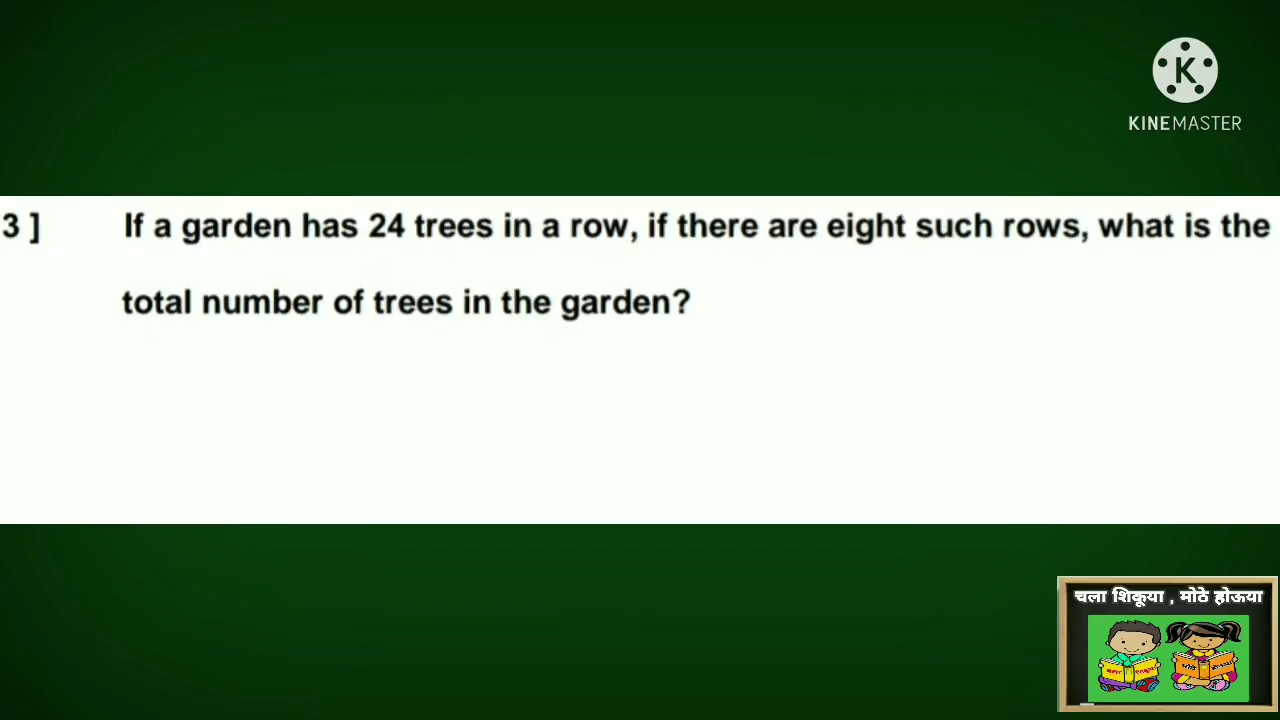 K
KINEMASTER
3 ] If a garden has 24 trees in a row, if there are eight such rows, what is the
total number of trees in the garden?
चला शिकूया , मोठे होऊया